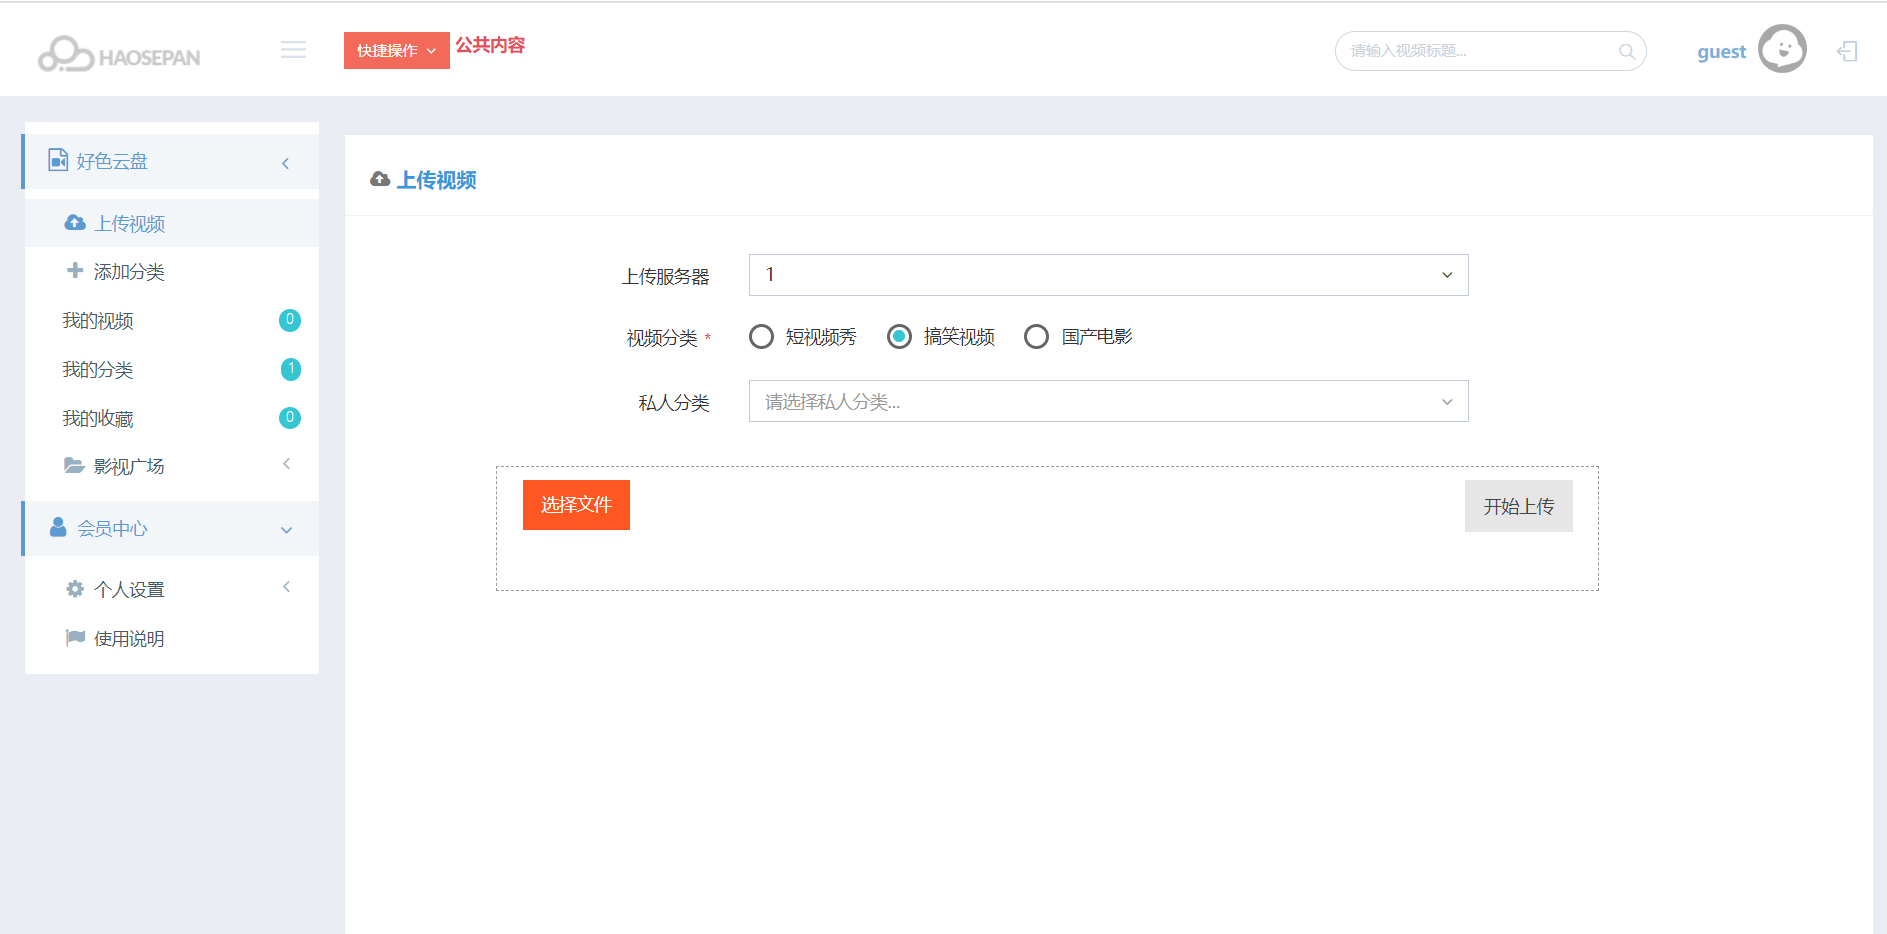 HAOSEPAN
快捷操作
公共内容
请输入视频标题...
guest
好色云盘
上传视频
添加分类
我的视频 0
我的分类 1
我的收藏 0
影视广场
会员中心
个人设置
使用说明
上传视频
上传服务器 1
视频分类 * 短视频秀 搞笑视频 国产电影
私人分类 请选择私人分类...
选择文件 开始上传